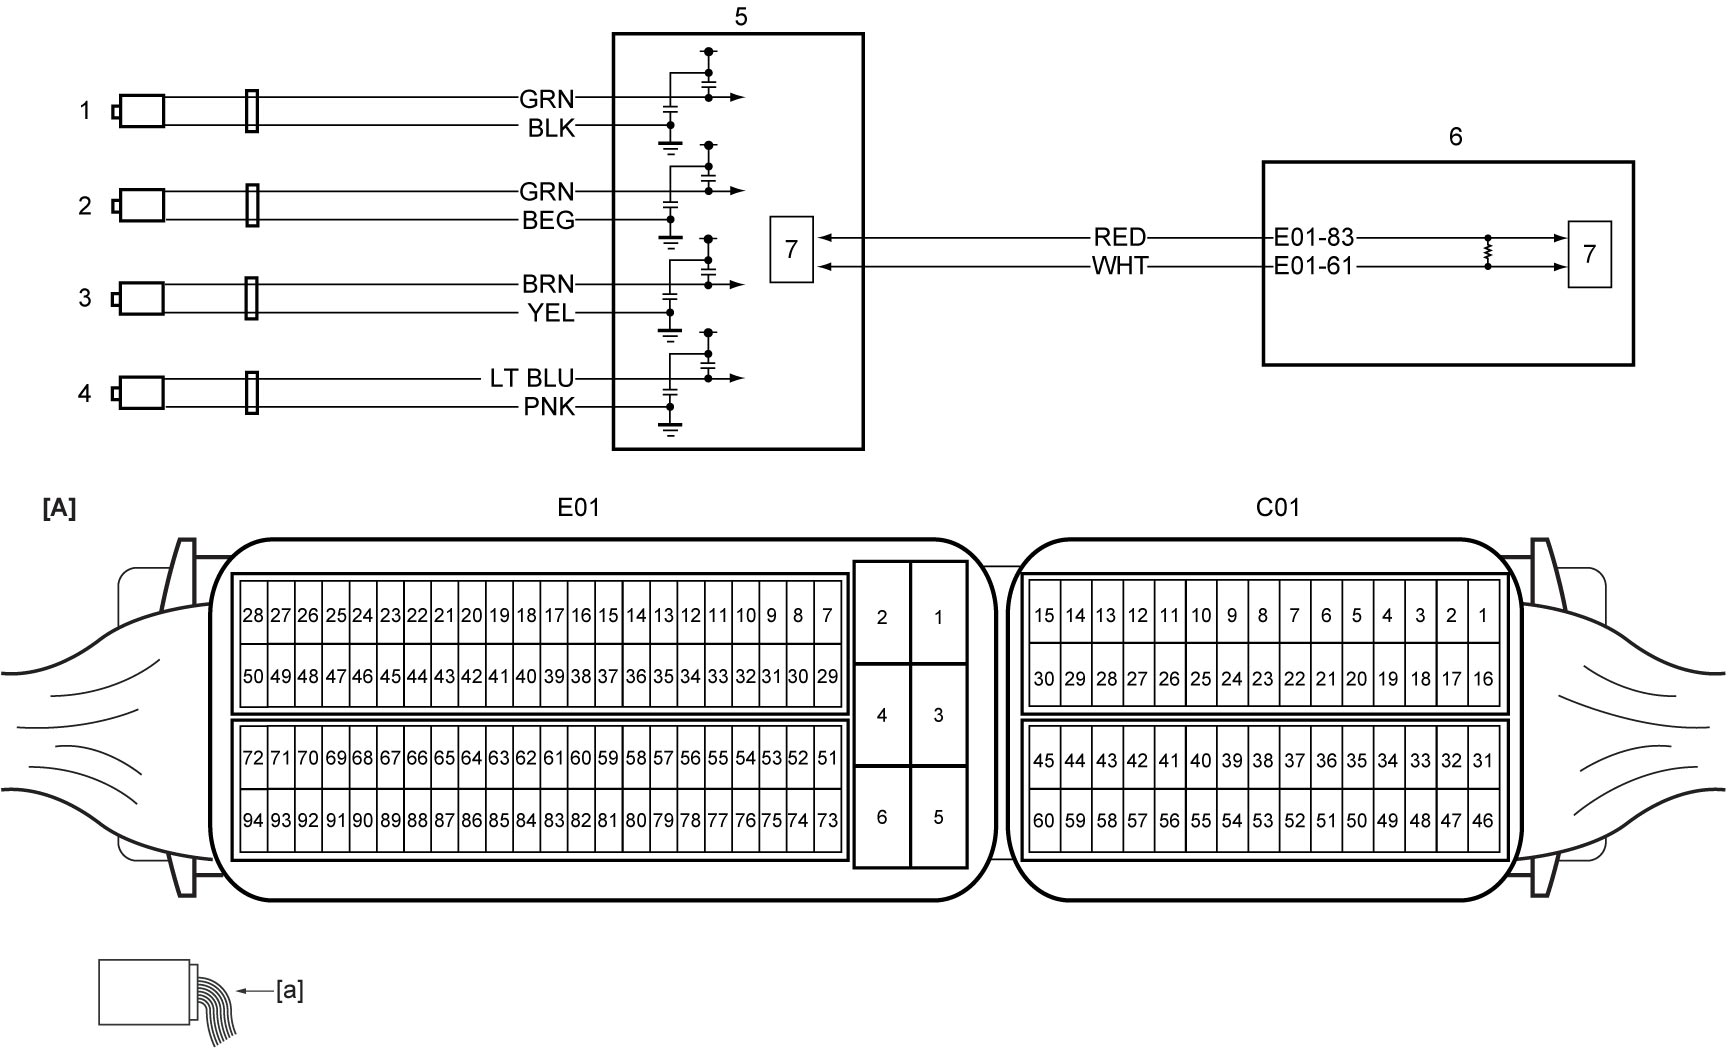 5
1
GRN
BLK
6
2
GRN
BEG
7
RED
E01-83
7
WHT
E01-61
3
BRN
YEL
4
LT BLU
PNK
[A]
E01
C01
28 27 26 25 24 23 22 21 20 19 18 17 16 15 14 13 12 11 10 9 8 7
2 1
15 14 13 12 11 10 9 8 7 6 5 4 3 2 1
50 49 48 47 46 45 44 43 42 41 40 39 38 37 36 35 34 33 32 31 30 29
30 29 28 27 26 25 24 23 22 21 20 19 18 17 16
4 3
72 71 70 69 68 67 66 65 64 63 62 61 60 59 58 57 56 55 54 53 52 51
45 44 43 42 41 40 39 38 37 36 35 34 33 32 31
94 93 92 91 90 89 88 87 86 85 84 83 82 81 80 79 78 77 76 75 74 73
6 5
60 59 58 57 56 55 54 53 52 51 50 49 48 47 46
[a]